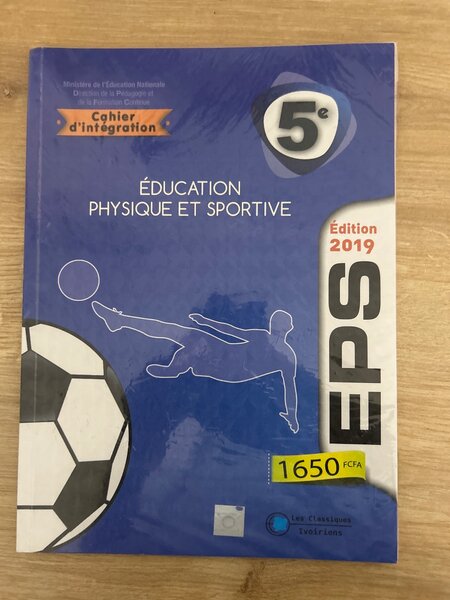 Ministère de l'Éducation Nationale
Direction de la Pédagogie et
de la Formation Continue
Cahier
d'intégration
5e
ÉDUCATION
PHYSIQUE ET SPORTIVE
Édition
2019
EPS
1650 FCFA
Les Classiques
Ivoiriens